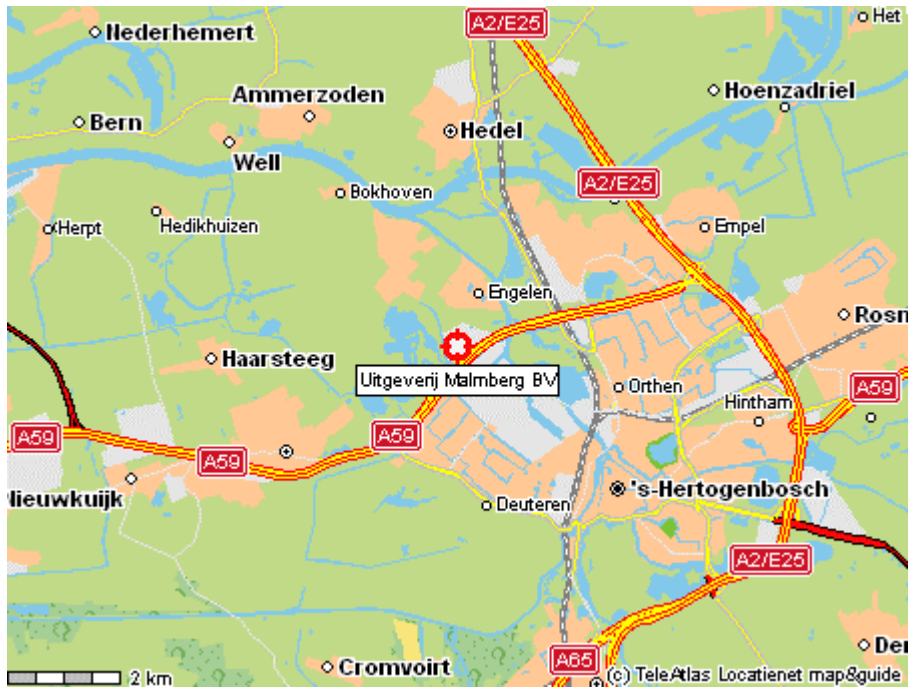 A2/E25
Het
Nederhemert
Hoenzadriel
Ammerzoden
Bern
Hedel
Well
A2/E25
Bokhoven
Hedikhuizen
Herpt
Empel
Engelen
Rosm
Haarsteeg
Uitgeverij Malmberg BV
Orthen
A59
Hintham
A59
A59
A59
Nieuwkuijk
's-Hertogenbosch
Deuteren
A2/E25
Der
A65
Cromvoirt
2 km
(c) TeleAtlas Locatienet map&guide